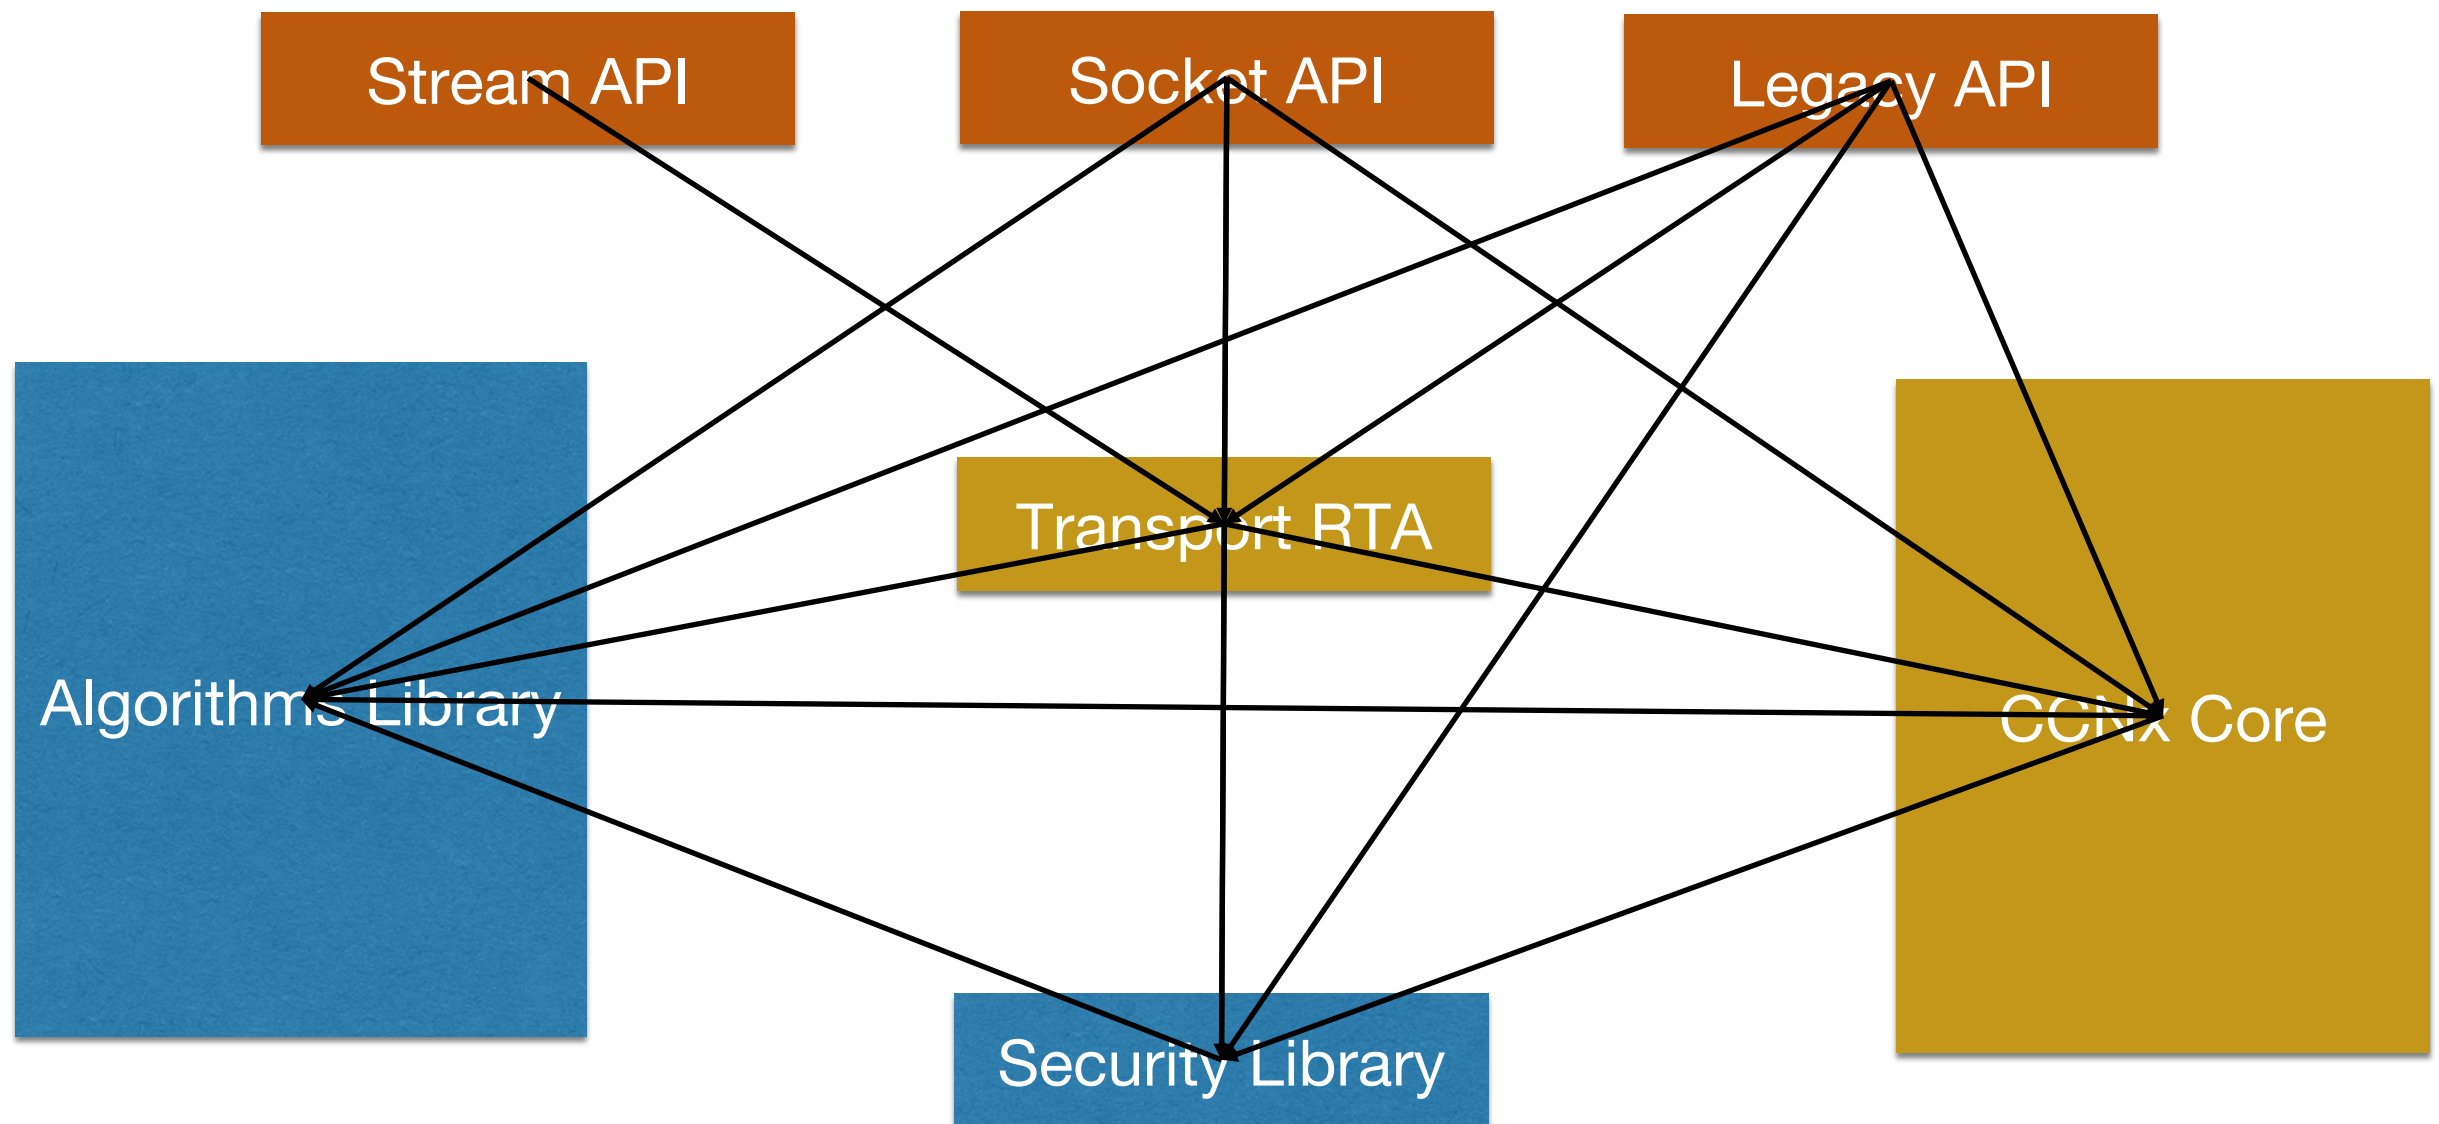 Stream API
Socket API
Legacy API
Transport RTA
Algorithms Library
CCNx Core
Security Library